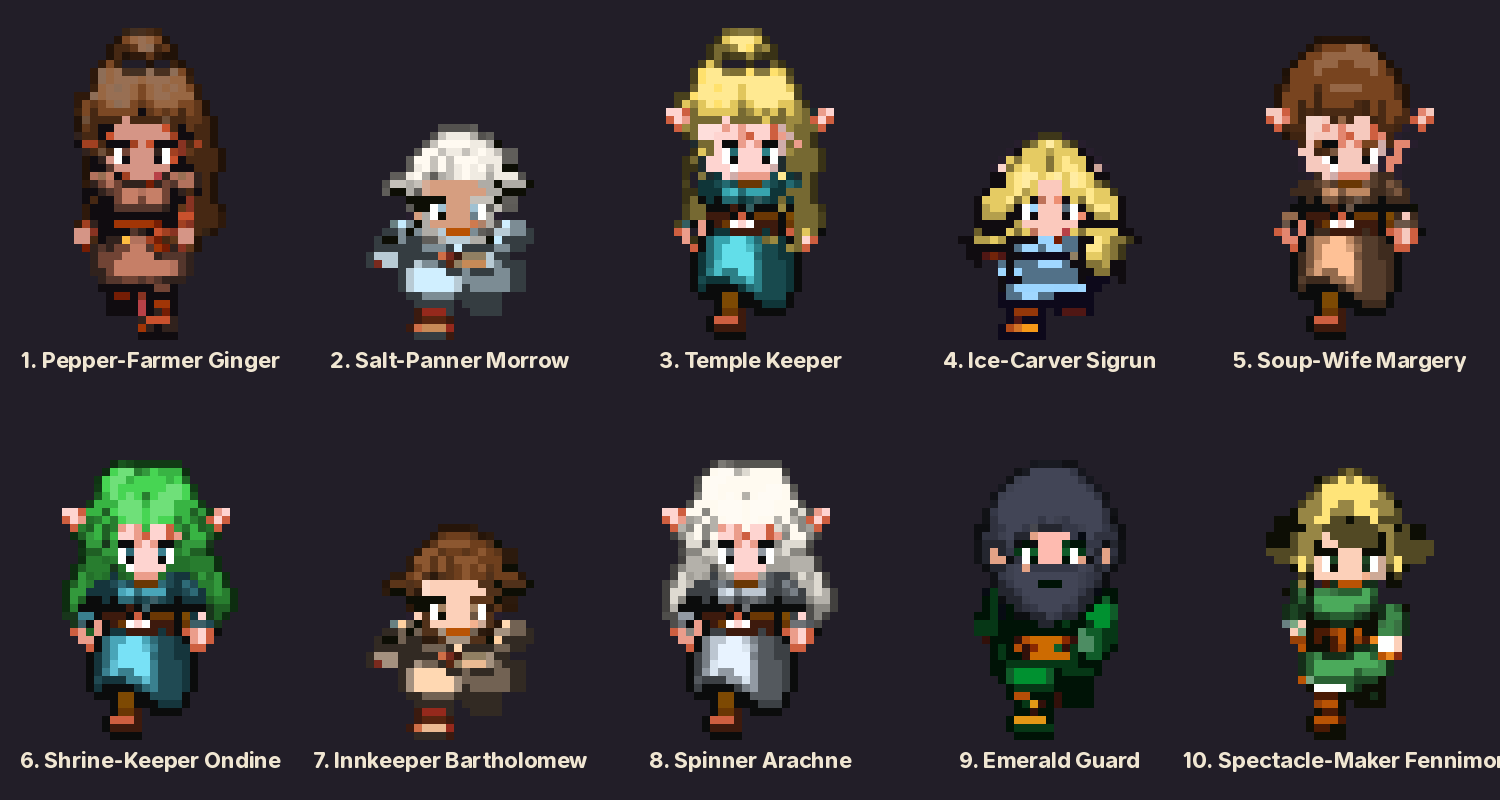 1. Pepper-Farmer Ginger
2. Salt-Panner Morrow
3. Temple Keeper
4. Ice-Carver Sigrun
5. Soup-Wife Margery
6. Shrine-Keeper Ondine
7. Innkeeper Bartholomew
8. Spinner Arachne
9. Emerald Guard
10. Spectacle-Maker